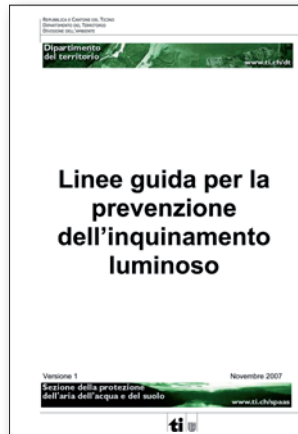 REPUBBLICA E CANTONE DEL TICINO
DIPARTIMENTO DEL TERRITORIO
DIVISIONE DELL'AMBIENTE
Dipartimento
del territorio
www.ti.ch/dt
Linee guida per la
prevenzione
dell'inquinamento
luminoso
Versione 1
Novembre 2007
Sezione della protezione
dell'aria dell'acqua e del suolo
www.ti.ch/spaas
ti